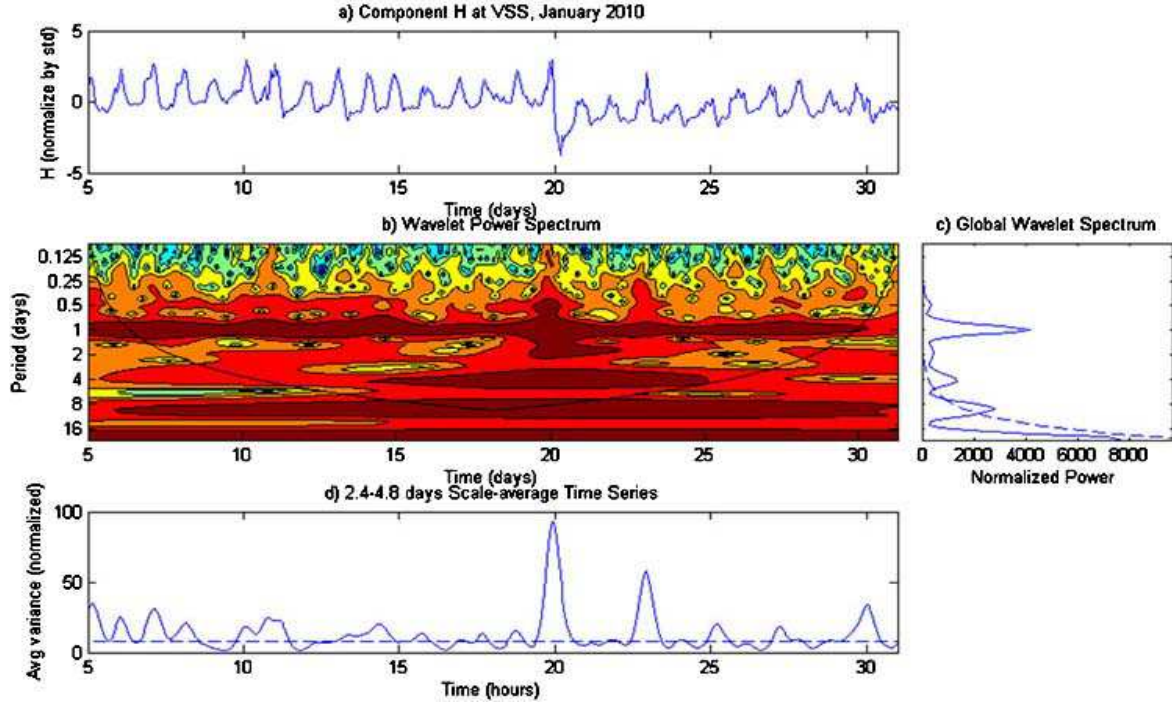 a) Component H at VSS, January 2010
H (normalize by std)
5
0
-5
5 10 15 20 25 30
Time (days)
b) Wavelet Power Spectrum
Period (days)
0.125
0.25
0.5
1
2
4
8
16
5 10 15 20 25 30
Time (days)
c) Global Wavelet Spectrum
0 2000 4000 6000 8000
Normalized Power
d) 2.4-4.8 days Scale-average Time Series
Avg variance (normalized)
100
50
0
5 10 15 20 25 30
Time (hours)